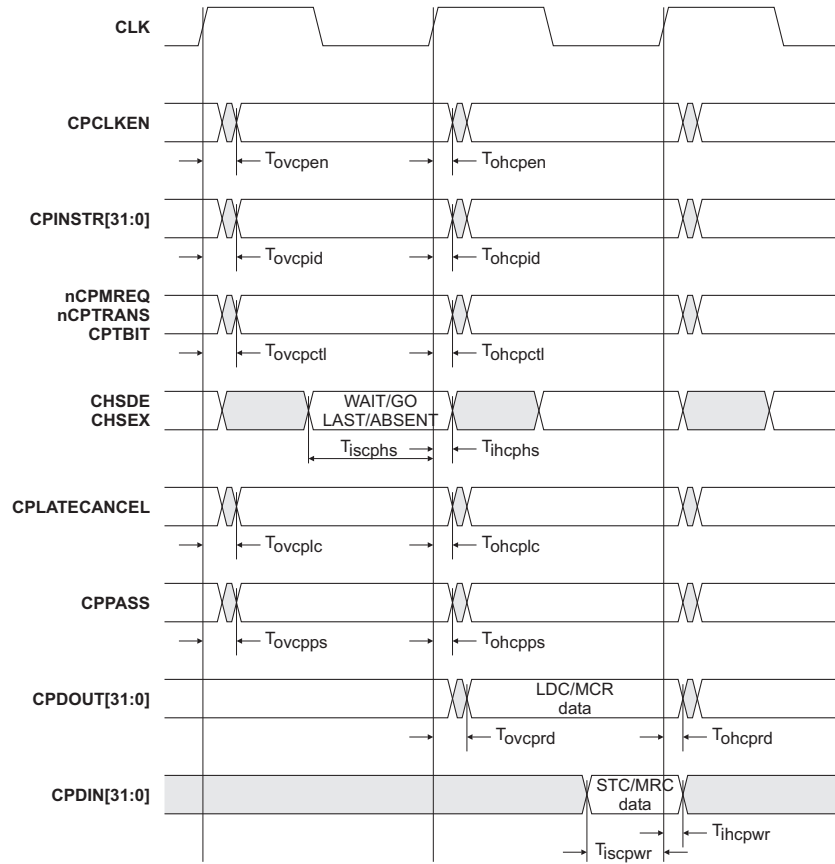 CLK
CPCLKEN
Tovcpen
Tohcpen
CPINSTR[31:0]
Tovcpid
Tohcpid
nCPMREQ
nCPTRANS
CPTBIT
Tovcpctl
Tohcpctl
CHSDE
CHSEX
WAIT/GO
LAST/ABSENT
Tiscphs
Tihcphs
CPLATECANCEL
Tovcplc
Tohcplc
CPPASS
Tovcpps
Tohcpps
CPDOUT[31:0]
LDC/MCR
data
Tovcprd
Tohcprd
CPDIN[31:0]
STC/MRC
data
Tihcpwr
Tiscpwr